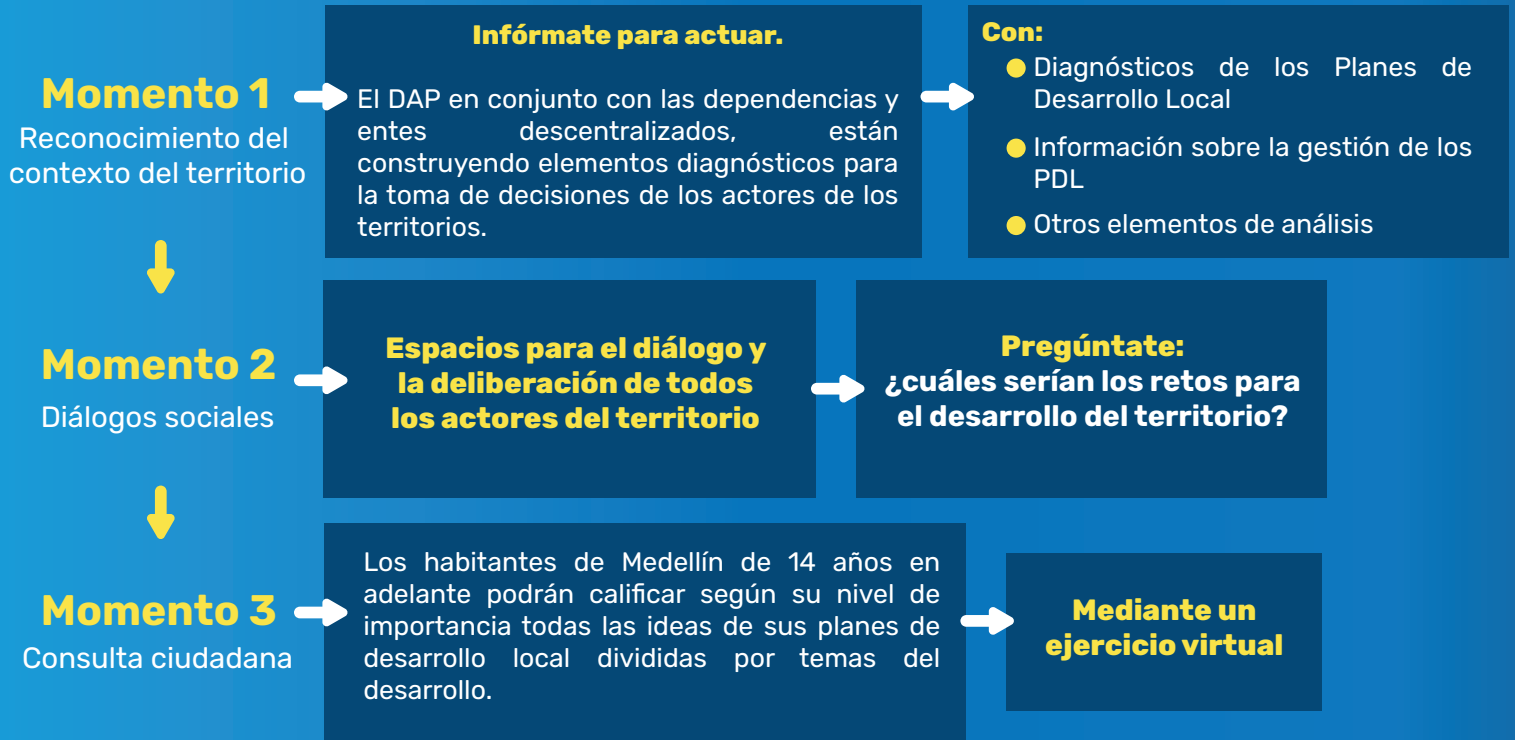 Momento 1
Reconocimiento del
contexto del territorio
Infórmate para actuar.
El DAP en conjunto con las dependencias y
entes descentralizados, están
construyendo elementos diagnósticos para
la toma de decisiones de los actores de los
territorios.
Con:
Diagnósticos de los Planes de
Desarrollo Local
Información sobre la gestión de los
PDL
Otros elementos de análisis
Momento 2
Diálogos sociales
Espacios para el diálogo y
la deliberación de todos
los actores del territorio
Pregúntate:
¿cuáles serían los retos para
el desarrollo del territorio?
Momento 3
Consulta ciudadana
Los habitantes de Medellín de 14 años en
adelante podrán calificar según su nivel de
importancia todas las ideas de sus planes de
desarrollo local divididas por temas del
desarrollo.
Mediante un
ejercicio virtual